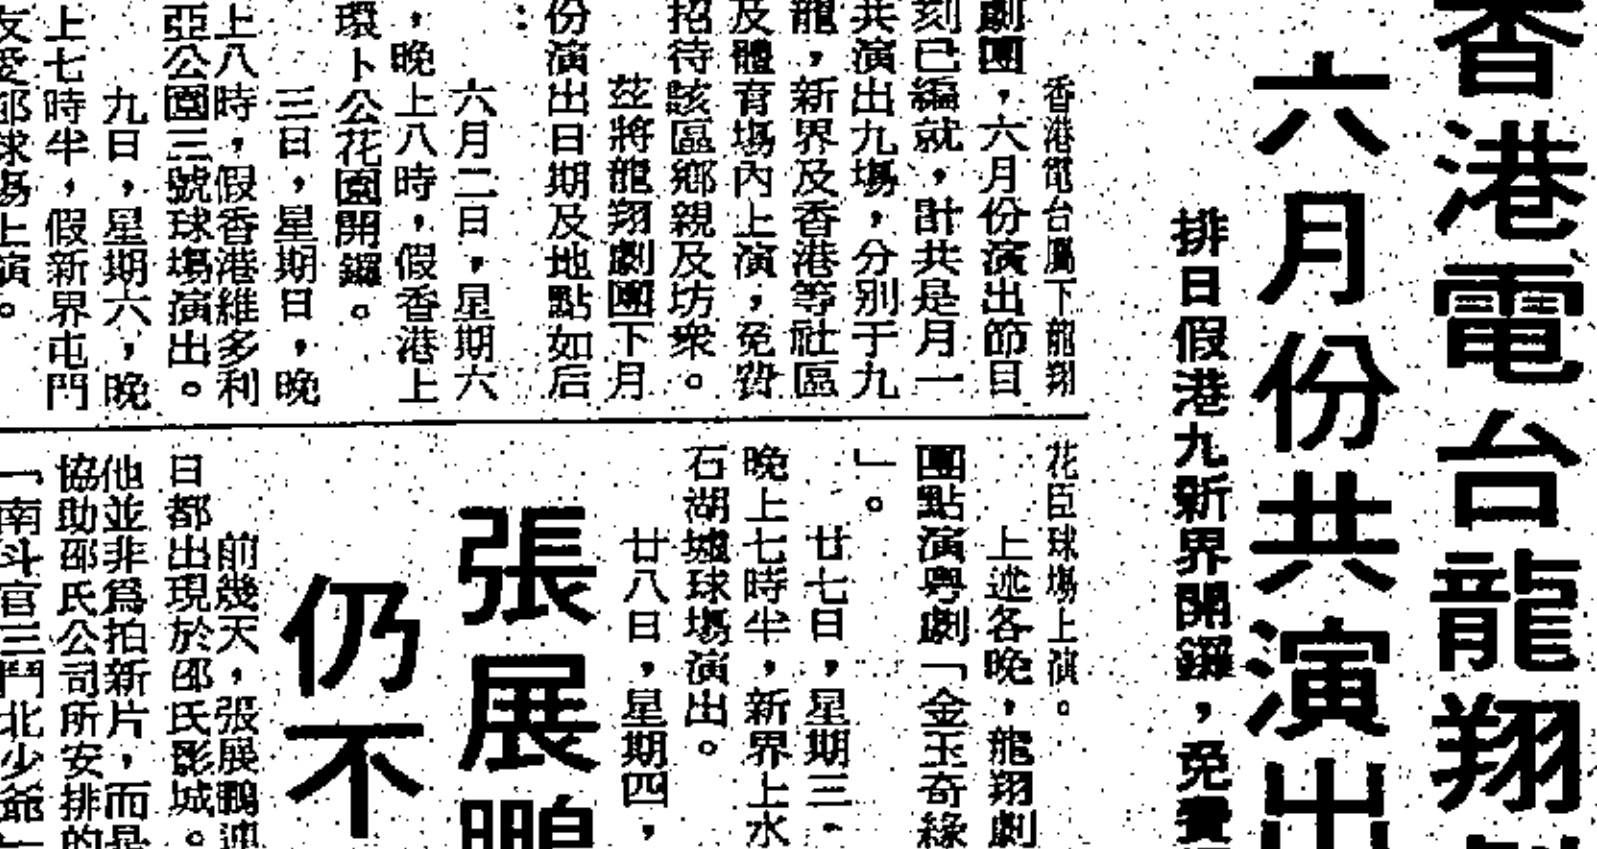 香港電台龍翔
六月份共演出
排日假港九新界開鑼，免費
香港電台屬下龍翔
劇團，六月份演出節目
刻已編就，計共是月一
共演出九塲，分別于九
龍，新界及香港等社區
及體育塲內上演，免費
招待該區鄉親及坊衆。
茲將龍翔劇團下月
份演出日期及地點如后
：
六月二日，星期六
，晚上八時，假香港上
環卜公花園開鑼。
三日，星期日，晚
上八時，假香港維多利
亞公園三號球塲演出。
九日，星期六，晚
上七時半，假新界屯門
友愛邨球塲上演。
花臣球塲上演。
上述各晚，龍翔劇
團點演粵劇「金玉奇緣
」。
廿七日，星期三，
晚上七時半，新界上水
石湖墟球塲演出。
廿八日，星期四，
張展鵬
仍不
前幾天，張展鵬連
日都出現於邵氏影城。
他並非爲拍新片，而是
協助邵氏公司所安排的
「南斗官三鬥北少爺」